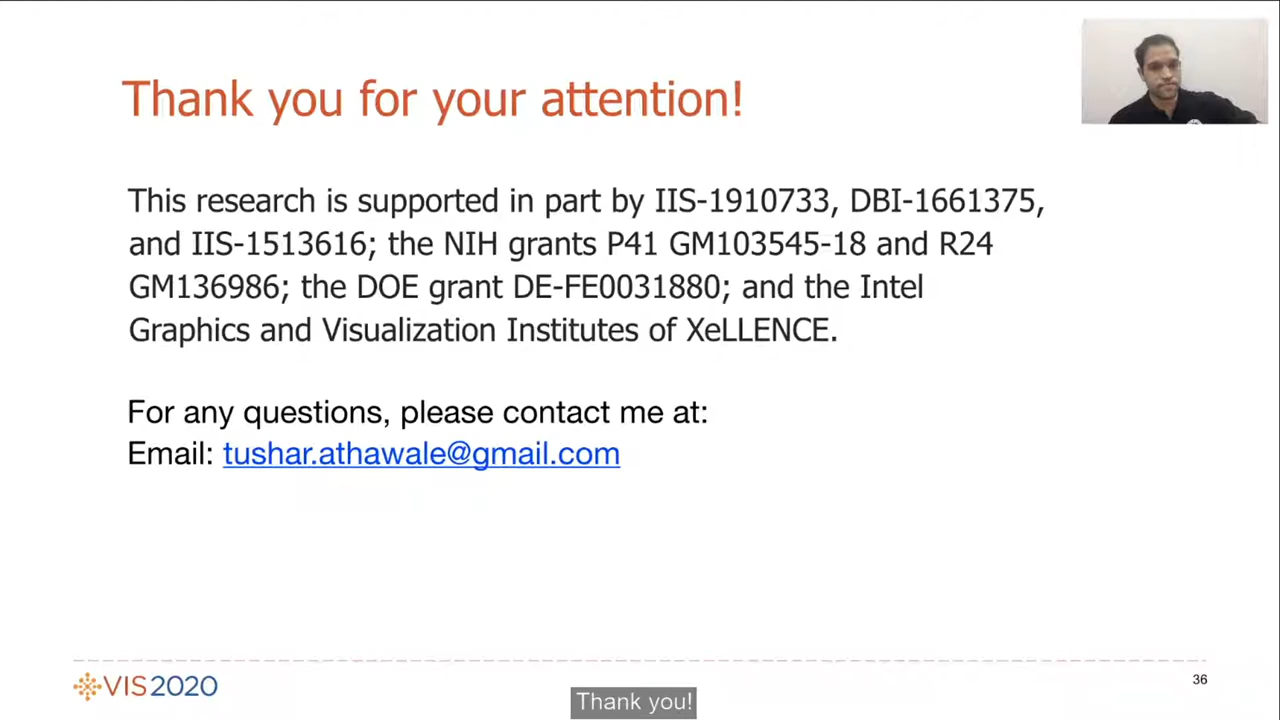 Thank you for your attention!
This research is supported in part by IIS-1910733, DBI-1661375,
and IIS-1513616; the NIH grants P41 GM103545-18 and R24
GM136986; the DOE grant DE-FE0031880; and the Intel
Graphics and Visualization Institutes of XeLLENCE.
For any questions, please contact me at:
Email: tushar.athawale@gmail.com
VIS2020
36
Thank you!